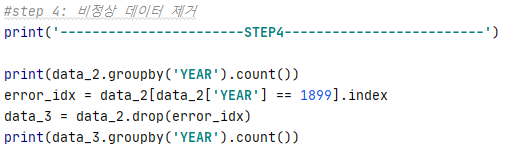 #step 4: 비정상 데이터 제거
print('-----------------------STEP4-------------------------')
print(data_2.groupby('YEAR').count())
error_idx = data_2[data_2['YEAR'] == 1899].index
data_3 = data_2.drop(error_idx)
print(data_3.groupby('YEAR').count())